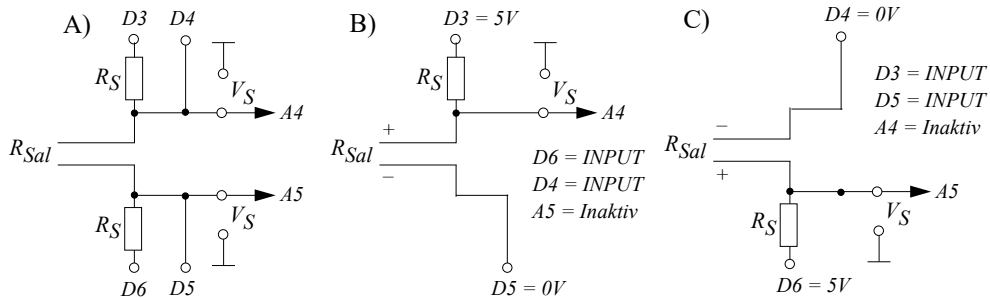 A)
D3 D4
R_S
V_S
A4
R_Sal
A5
R_S
V_S
D6 D5
B)
D3 = 5V
R_S
V_S
A4
+
R_Sal
−
D6 = INPUT
D4 = INPUT
A5 = Inaktiv
D5 = 0V
C)
D4 = 0V
D3 = INPUT
D5 = INPUT
A4 = Inaktiv
−
R_Sal
+
A5
R_S
V_S
D6 = 5V